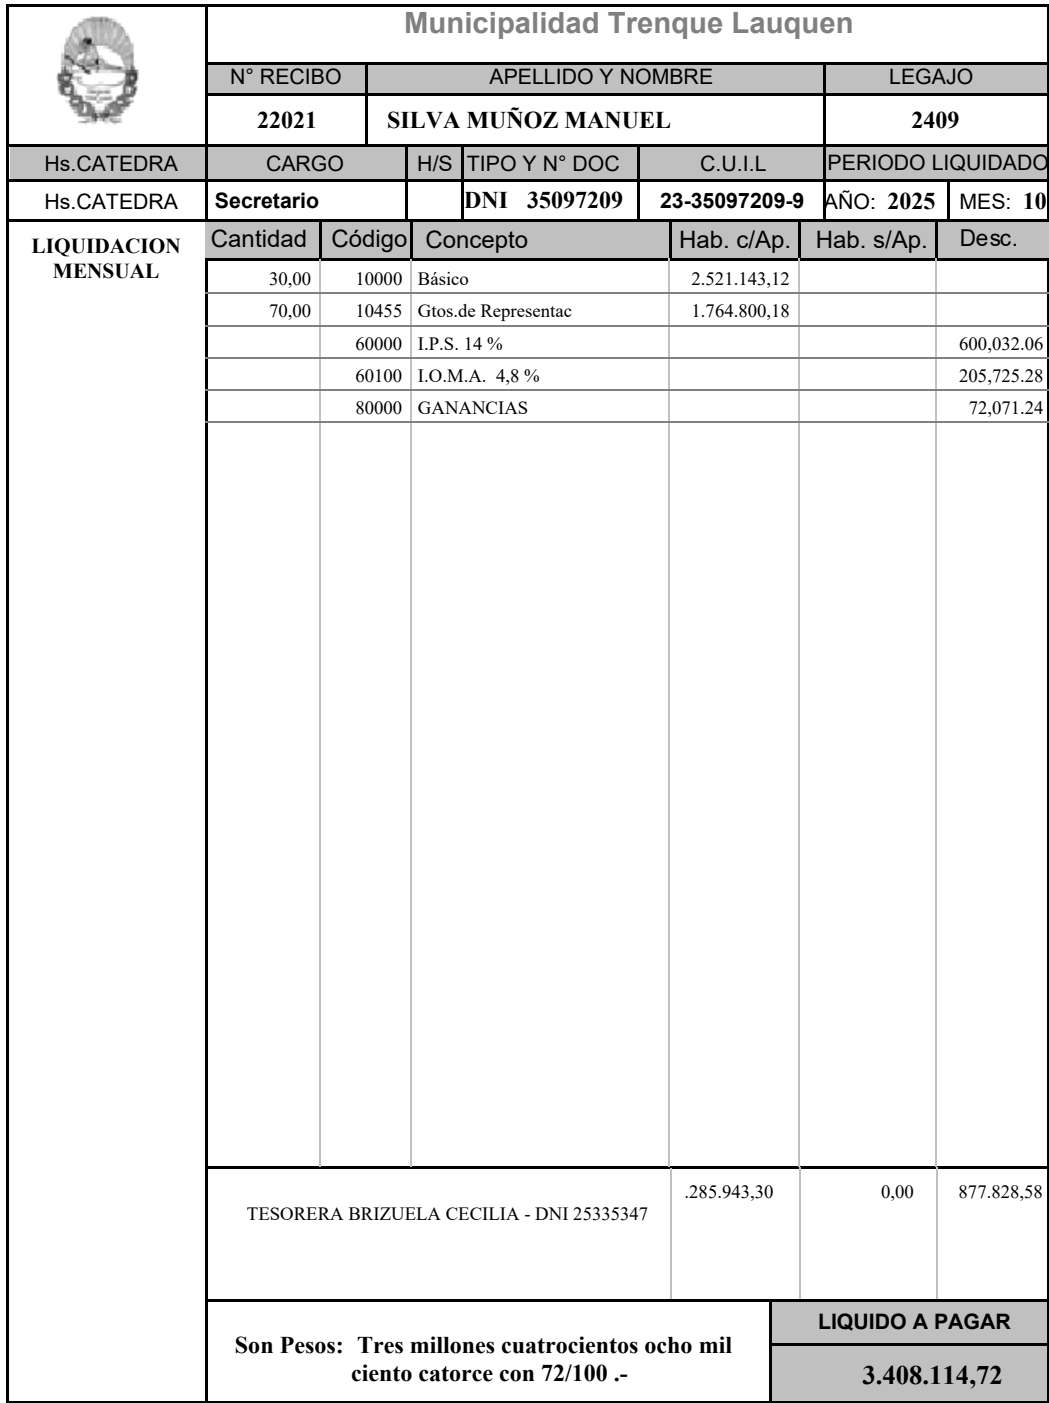 Municipalidad Trenque Lauquen
N° RECIBO APELLIDO Y NOMBRE LEGAJO
22021 SILVA MUÑOZ MANUEL 2409
Hs.CATEDRA CARGO H/S TIPO Y N° DOC C.U.I.L PERIODO LIQUIDADO
Hs.CATEDRA Secretario DNI 35097209 23-35097209-9 AÑO: 2025 MES: 10
LIQUIDACION MENSUAL
Cantidad Código Concepto Hab. c/Ap. Hab. s/Ap. Desc.
30,00 10000 Básico 2.521.143,12
70,00 10455 Gtos.de Representac 1.764.800,18
60000 I.P.S. 14 % 600,032.06
60100 I.O.M.A. 4,8 % 205,725.28
80000 GANANCIAS 72,071.24
.285.943,30 0,00 877.828,58
TESORERA BRIZUELA CECILIA - DNI 25335347
LIQUIDO A PAGAR
Son Pesos: Tres millones cuatrocientos ocho mil
ciento catorce con 72/100 .-
3.408.114,72